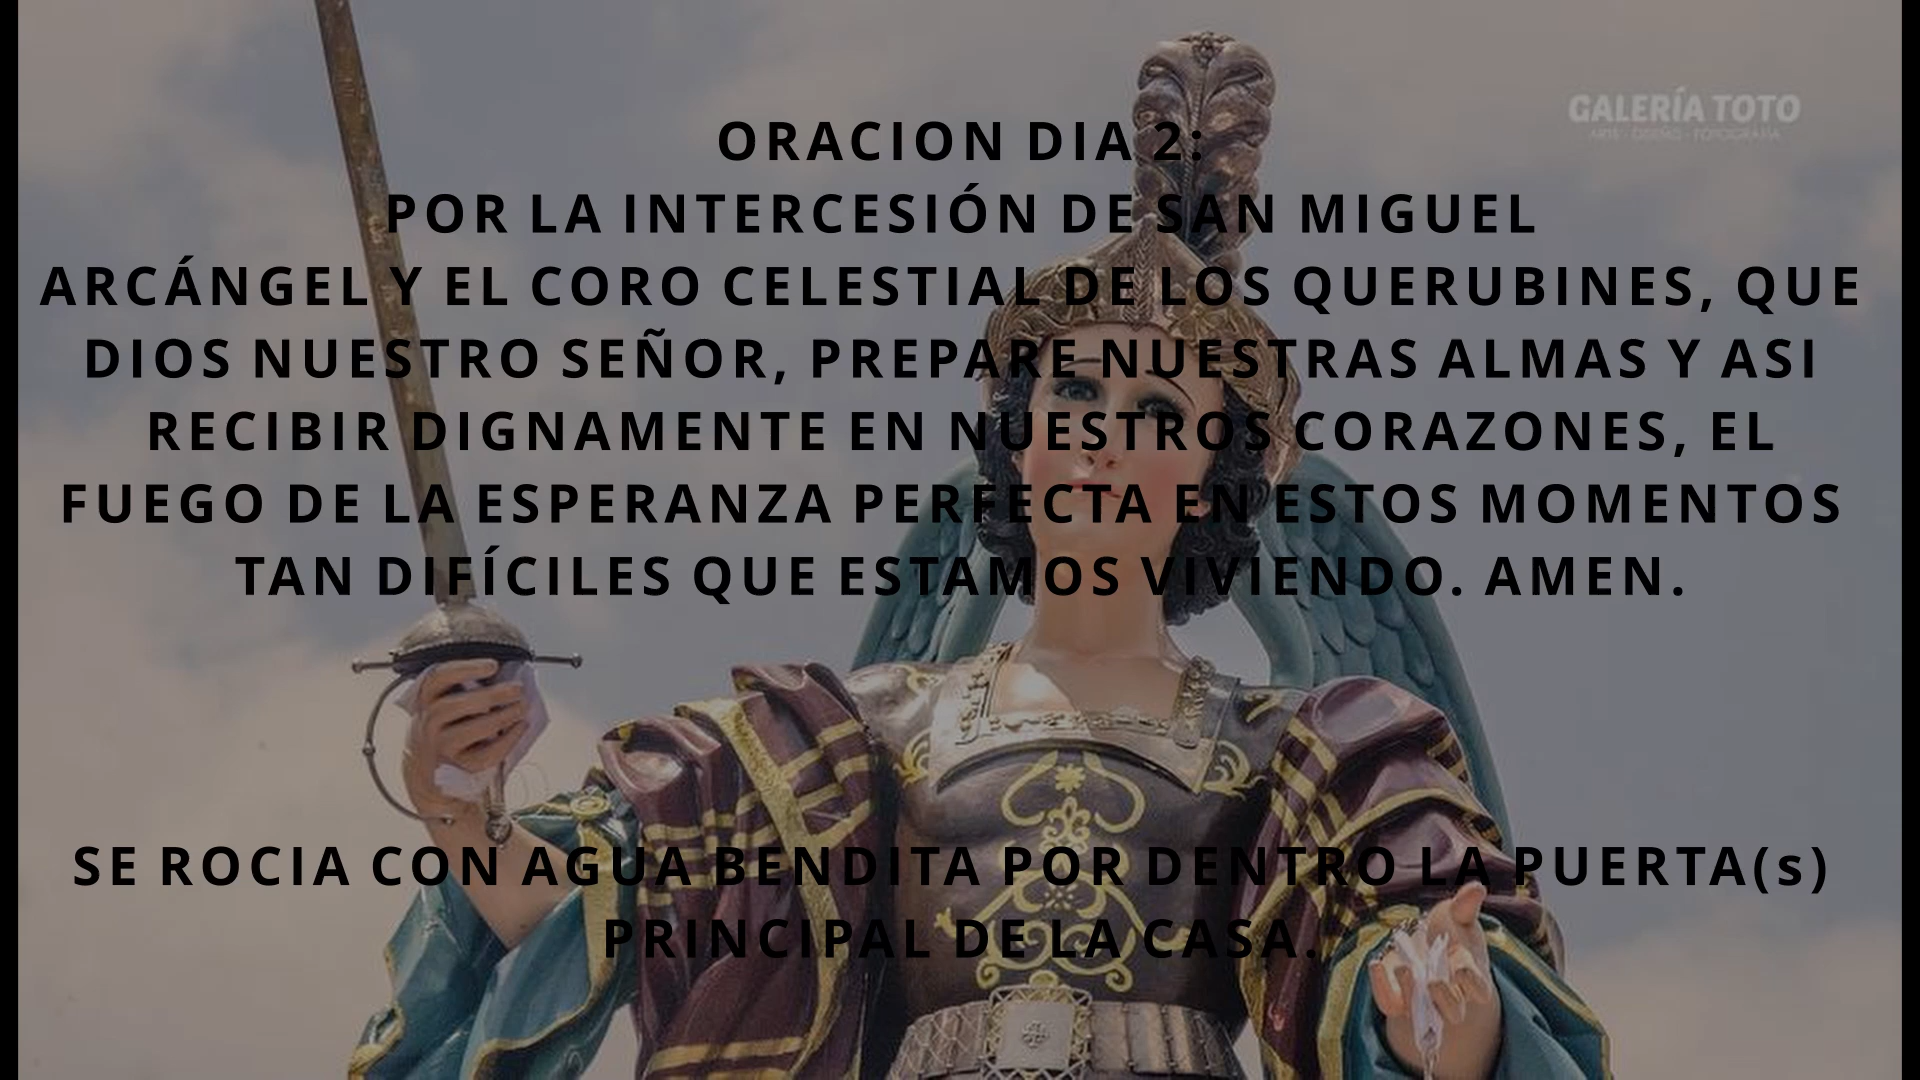 GALERÍA TOTO
ARTE - DISEÑO - FOTOGRAFÍA
ORACION DIA 2:
POR LA INTERCESIÓN DE SAN MIGUEL
ARCÁNGEL Y EL CORO CELESTIAL DE LOS QUERUBINES, QUE
DIOS NUESTRO SEÑOR, PREPARE NUESTRAS ALMAS Y ASI
RECIBIR DIGNAMENTE EN NUESTROS CORAZONES, EL
FUEGO DE LA ESPERANZA PERFECTA EN ESTOS MOMENTOS
TAN DIFÍCILES QUE ESTAMOS VIVIENDO. AMEN.
SE ROCIA CON AGUA BENDITA POR DENTRO LA PUERTA(s)
PRINCIPAL DE LA CASA.